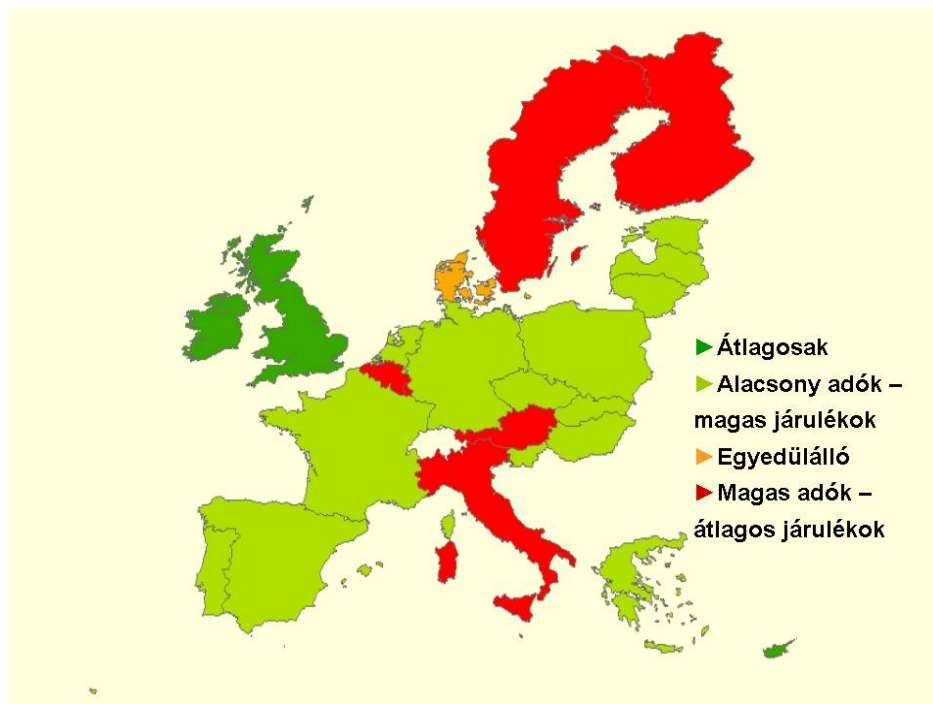 ►Átlagosak
►Alacsony adók –
magas járulékok
►Egyedülálló
►Magas adók –
átlagos járulékok